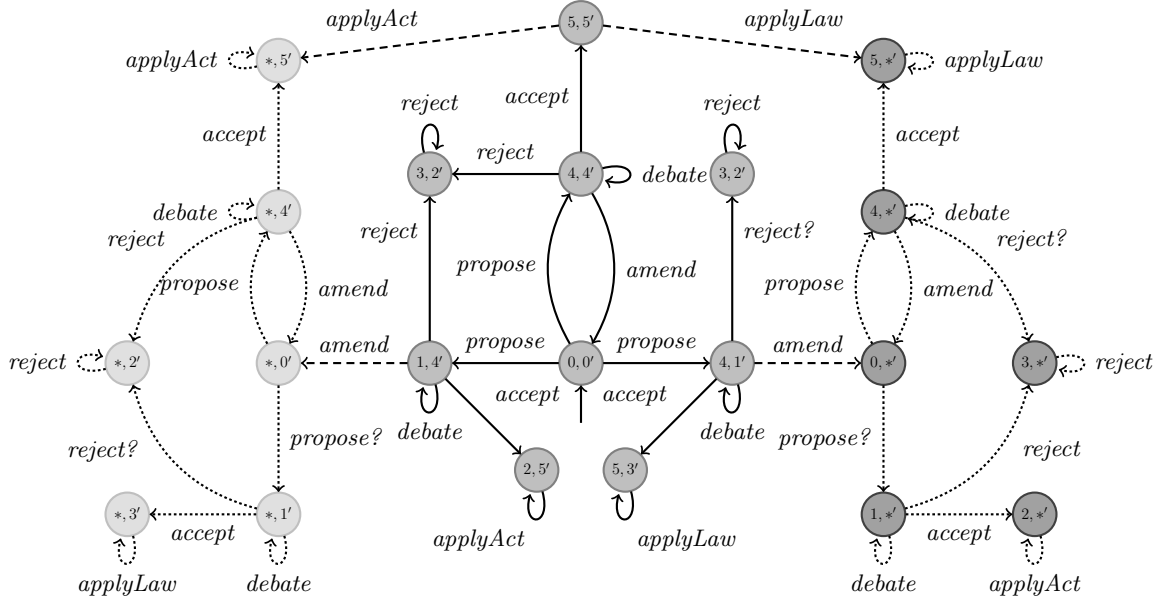 applyAct 5, 5′ applyLaw
applyAct *, 5′ 5, *′ applyLaw
accept accept accept
reject reject
3, 2′ reject 4, 4′ debate 3, 2′
debate *, 4′ 4, *′ debate
reject reject reject? reject?
propose amend propose amend propose amend
reject *, 2′ *, 0′ amend 1, 4′ propose 0, 0′ propose 4, 1′ amend 0, *′ 3, *′ reject
accept accept
debate debate
reject? propose? propose? reject
2, 5′ 5, 3′
*, 3′ accept *, 1′ 1, *′ accept 2, *′
applyAct applyLaw
applyLaw debate debate applyAct